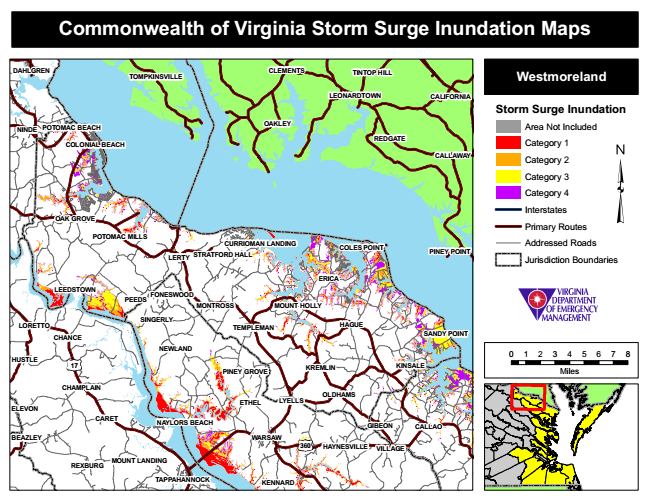 Commonwealth of Virginia Storm Surge Inundation Maps
DAHLGREN
TOMPKINSVILLE
CLEMENTS
TINTOP HILL
LEONARDTOWN
CALIFORNIA
NINDE
POTOMAC BEACH
COLONIAL BEACH
OAKLEY
REDGATE
CALLAWAY
OAK GROVE
POTOMAC MILLS
LERTY
STRATFORD HALL
CURRIOMAN LANDING
COLES POINT
PINEY POINT
ERICA
LEEDSTOWN
PEEDS
FONESWOOD
MONTROSS
MOUNT HOLLY
SINGERLY
TEMPLEMAN
HAGUE
SANDY POINT
LORETTO
CHANCE
NEWLAND
HUSTLE
17
PINEY GROVE
KREMLIN
KINSALE
CHAMPLAIN
ETHEL
LYELLS
OLDHAMS
ELEVON
CARET
NAYLORS BEACH
GIBEON
CALLAO
BEAZLEY
WARSAW
360
HAYNESVILLE
VILLAGE
REXBURG
MOUNT LANDING
TAPPAHANNOCK
KENNARD
Westmoreland
Storm Surge Inundation
Area Not Included
Category 1
Category 2
Category 3
Category 4
Interstates
Primary Routes
Addressed Roads
Jurisdiction Boundaries
N
VIRGINIA
DEPARTMENT
OF EMERGENCY
MANAGEMENT
0 1 2 4 6 8
Miles